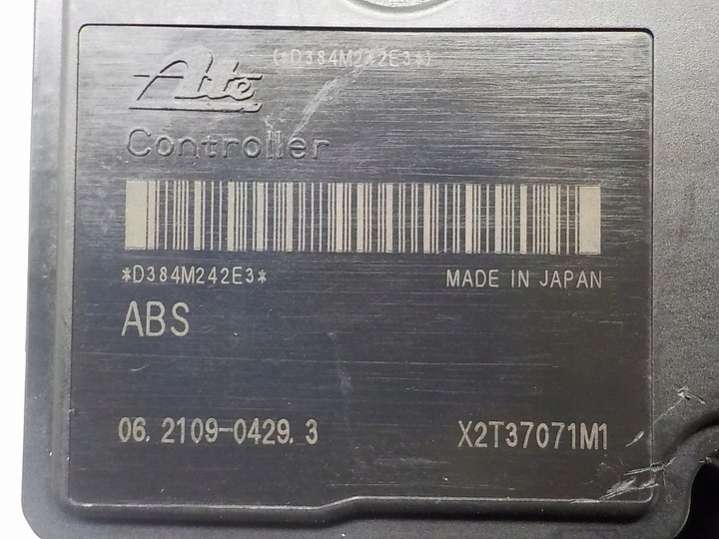 (*D384M242E3*)
Ate
Controller
*D384M242E3* MADE IN JAPAN
ABS
06.2109-0429.3 X2T37071M1